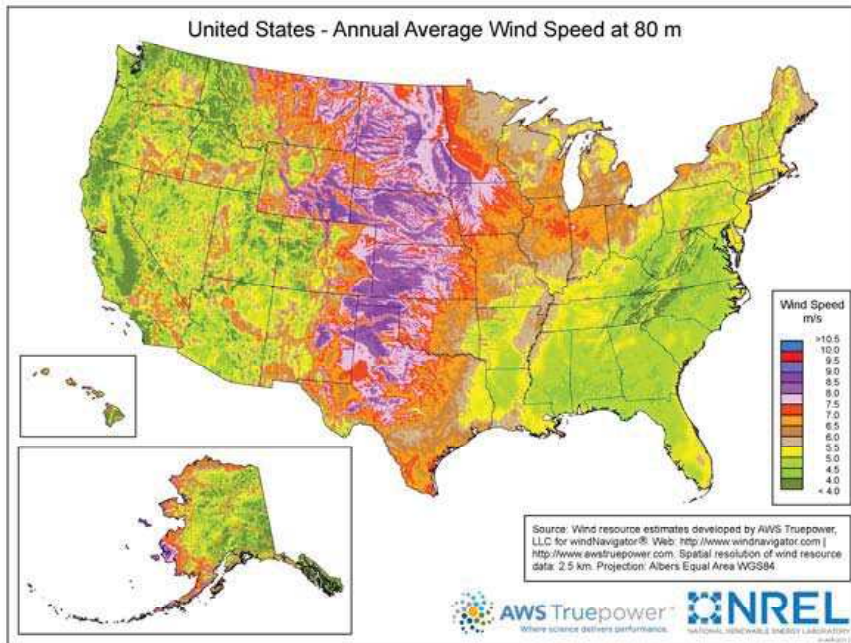 United States - Annual Average Wind Speed at 80 m
Wind Speed
m/s
>10.5
10.0
9.5
9.0
8.5
8.0
7.5
7.0
6.5
6.0
5.5
5.0
4.5
4.0
< 4.0
Source: Wind resource estimates developed by AWS Truepower,
LLC for windNavigator®. Web: http://www.windnavigator.com |
http://www.awstruepower.com. Spatial resolution of wind resource
data: 2.5 km. Projection: Albers Equal Area WGS84.
AWS Truepower™
Where science delivers performance.
NREL
NATIONAL RENEWABLE ENERGY LABORATORY